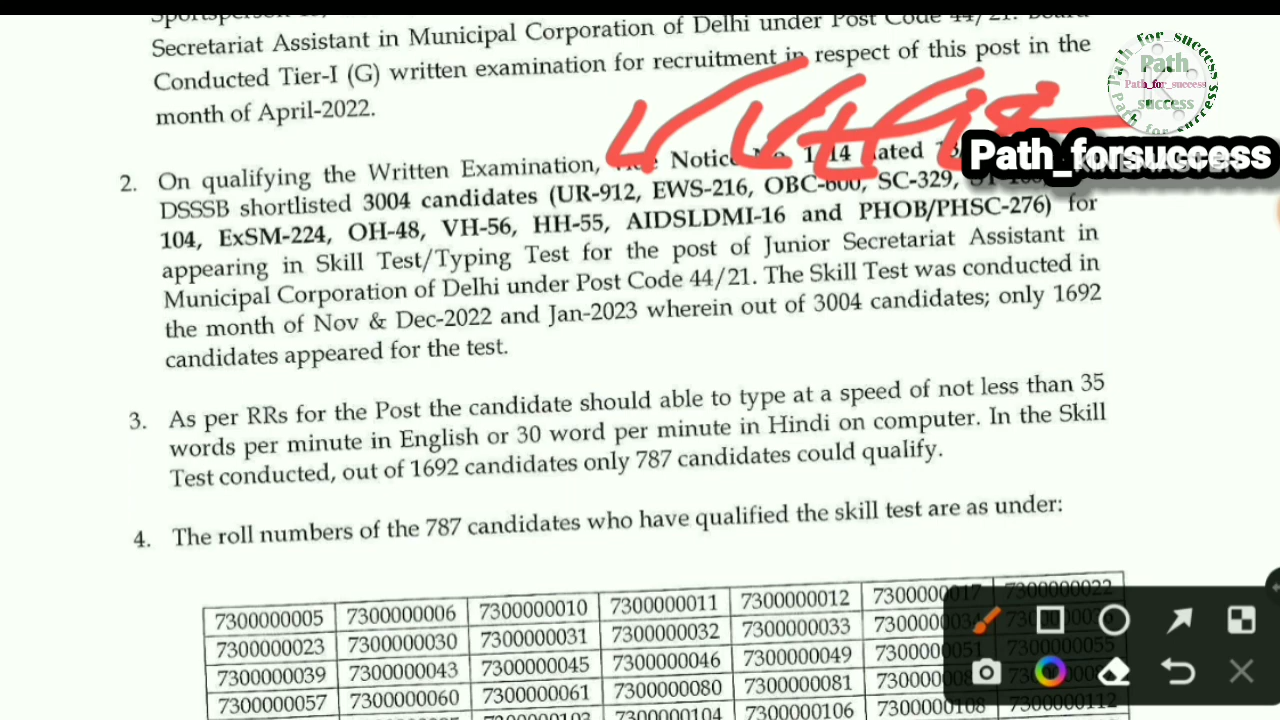 Secretariat Assistant in Municipal Corporation of Delhi under Post Code 44/21. Board
Conducted Tier-I (G) written examination for recruitment in respect of this post in the
month of April-2022.
2. On qualifying the Written Examination, Notice ated
DSSSB shortlisted 3004 candidates (UR-912, EWS-216, OBC-600, SC-329,
104, ExSM-224, OH-48, VH-56, HH-55, AIDSLDMI-16 and PHOB/PHSC-276) for
appearing in Skill Test/Typing Test for the post of Junior Secretariat Assistant in
Municipal Corporation of Delhi under Post Code 44/21. The Skill Test was conducted in
the month of Nov & Dec-2022 and Jan-2023 wherein out of 3004 candidates; only 1692
candidates appeared for the test.
3. As per RRs for the Post the candidate should able to type at a speed of not less than 35
words per minute in English or 30 word per minute in Hindi on computer. In the Skill
Test conducted, out of 1692 candidates only 787 candidates could qualify.
4. The roll numbers of the 787 candidates who have qualified the skill test are as under:
7300000005 7300000006 7300000010 7300000011 7300000012 7300000017 7300000022
7300000023 7300000030 7300000031 7300000032 7300000033
7300000039 7300000043 7300000045 7300000046 7300000049 7300000051 7300000055
7300000057 7300000060 7300000061 7300000080 7300000081
7300000104 7300000106 7300000108 7300000112
Path_for_success
Path
Path_for_success
success
Path_forsuccess